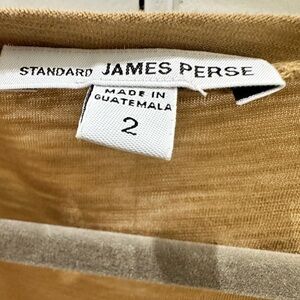 STANDARD JAMES PERSE
MADE IN
GUATEMALA
2